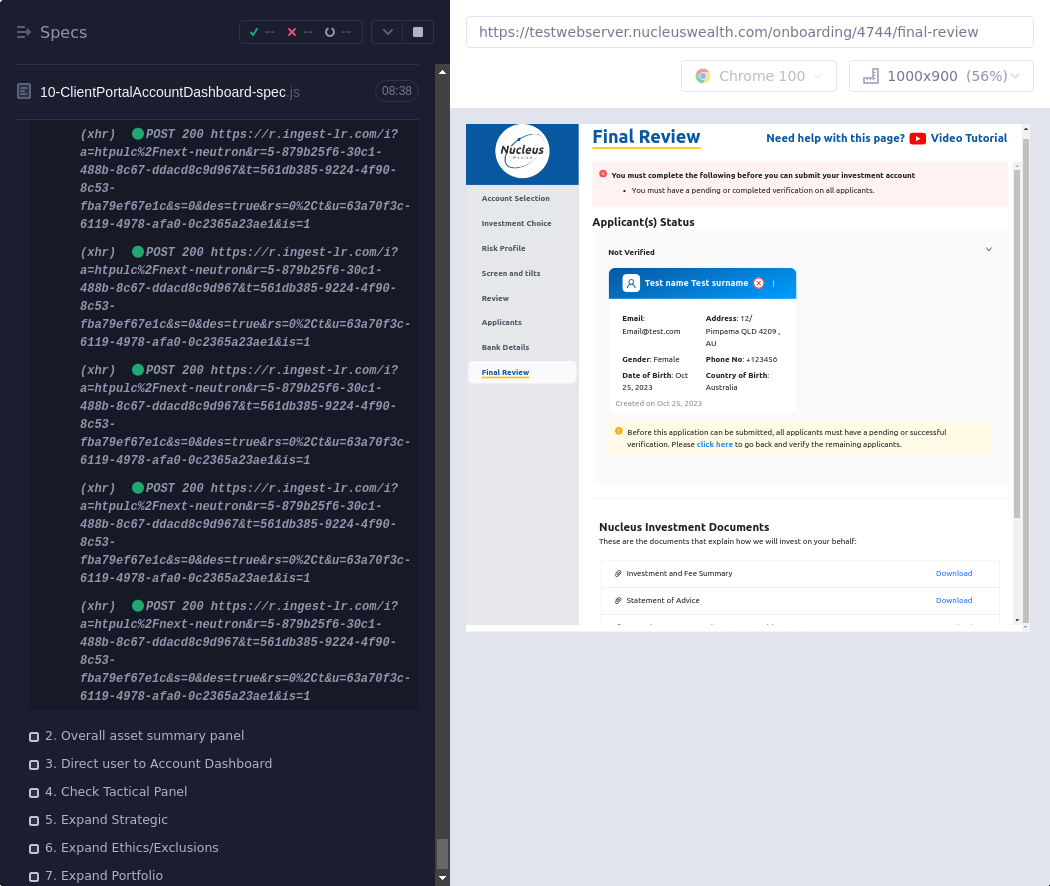 Specs
--
--
--
10-ClientPortalAccountDashboard-spec.js
08:38
(xhr) POST 200 https://r.ingest-lr.com/i?
a=htpulc%2Fnext-neutron&r=5-879b25f6-30c1-
488b-8c67-ddacd8c9d967&t=561db385-9224-4f90-
8c53-
fba79ef67e1c&s=0&des=true&rs=0%2Ct&u=63a70f3c-
6119-4978-afa0-0c2365a23ae1&is=1
(xhr) POST 200 https://r.ingest-lr.com/i?
a=htpulc%2Fnext-neutron&r=5-879b25f6-30c1-
488b-8c67-ddacd8c9d967&t=561db385-9224-4f90-
8c53-
fba79ef67e1c&s=0&des=true&rs=0%2Ct&u=63a70f3c-
6119-4978-afa0-0c2365a23ae1&is=1
(xhr) POST 200 https://r.ingest-lr.com/i?
a=htpulc%2Fnext-neutron&r=5-879b25f6-30c1-
488b-8c67-ddacd8c9d967&t=561db385-9224-4f90-
8c53-
fba79ef67e1c&s=0&des=true&rs=0%2Ct&u=63a70f3c-
6119-4978-afa0-0c2365a23ae1&is=1
(xhr) POST 200 https://r.ingest-lr.com/i?
a=htpulc%2Fnext-neutron&r=5-879b25f6-30c1-
488b-8c67-ddacd8c9d967&t=561db385-9224-4f90-
8c53-
fba79ef67e1c&s=0&des=true&rs=0%2Ct&u=63a70f3c-
6119-4978-afa0-0c2365a23ae1&is=1
(xhr) POST 200 https://r.ingest-lr.com/i?
a=htpulc%2Fnext-neutron&r=5-879b25f6-30c1-
488b-8c67-ddacd8c9d967&t=561db385-9224-4f90-
8c53-
fba79ef67e1c&s=0&des=true&rs=0%2Ct&u=63a70f3c-
6119-4978-afa0-0c2365a23ae1&is=1
2. Overall asset summary panel
3. Direct user to Account Dashboard
4. Check Tactical Panel
5. Expand Strategic
6. Expand Ethics/Exclusions
7. Expand Portfolio
https://testwebserver.nucleuswealth.com/onboarding/4744/final-review
Chrome 100
1000x900 (56%)
Nucleus
Wealth
Account Selection
Investment Choice
Risk Profile
Screen and tilts
Review
Applicants
Bank Details
Final Review
Final Review
Need help with this page? Video Tutorial
You must complete the following before you can submit your investment account
• You must have a pending or completed verification on all applicants.
Applicant(s) Status
Not Verified
Test name Test surname
Email:
Email@test.com
Address: 12/
Pimpama QLD 4209 ,
AU
Gender: Female
Phone No: +123456
Date of Birth: Oct
25, 2023
Country of Birth:
Australia
Created on Oct 25, 2023
Before this application can be submitted, all applicants must have a pending or successful
verification. Please click here to go back and verify the remaining applicants.
Nucleus Investment Documents
These are the documents that explain how we will invest on your behalf:
Investment and Fee Summary
Download
Statement of Advice
Download